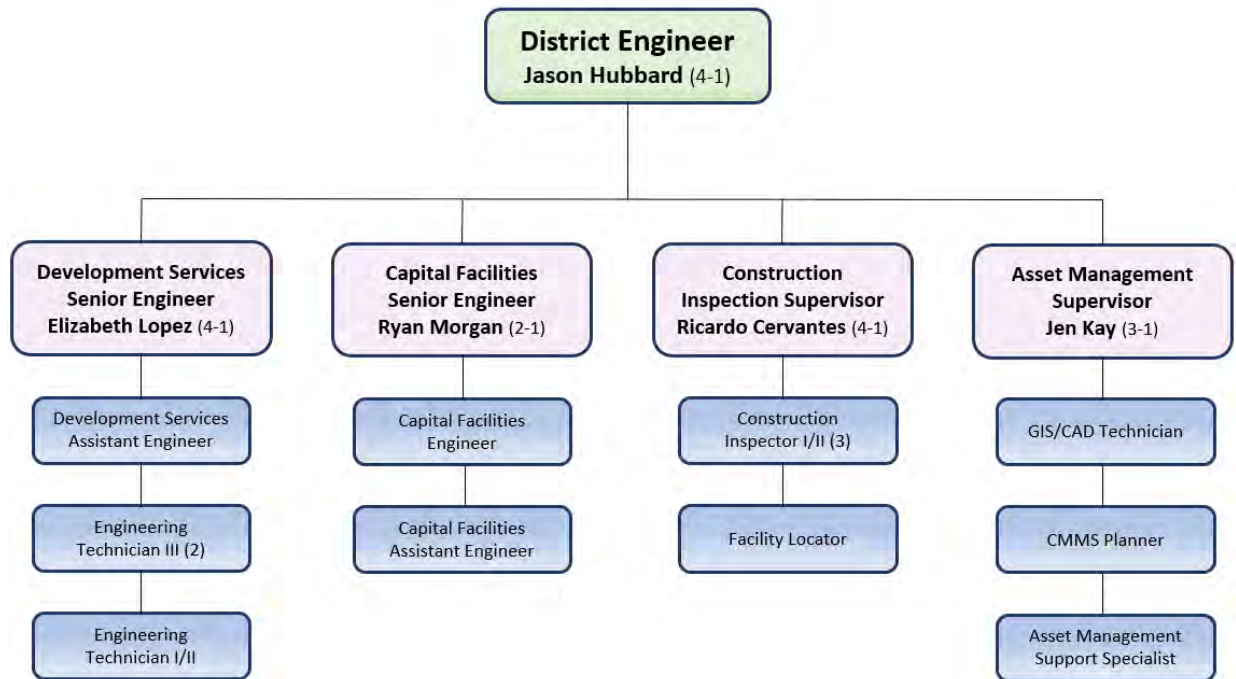 District Engineer
Jason Hubbard (4-1)
Development Services
Senior Engineer
Elizabeth Lopez (4-1)
Capital Facilities
Senior Engineer
Ryan Morgan (2-1)
Construction
Inspection Supervisor
Ricardo Cervantes (4-1)
Asset Management
Supervisor
Jen Kay (3-1)
Development Services
Assistant Engineer
Capital Facilities
Engineer
Construction
Inspector I/II (3)
GIS/CAD Technician
Engineering
Technician III (2)
Capital Facilities
Assistant Engineer
Facility Locator
CMMS Planner
Engineering
Technician I/II
Asset Management
Support Specialist